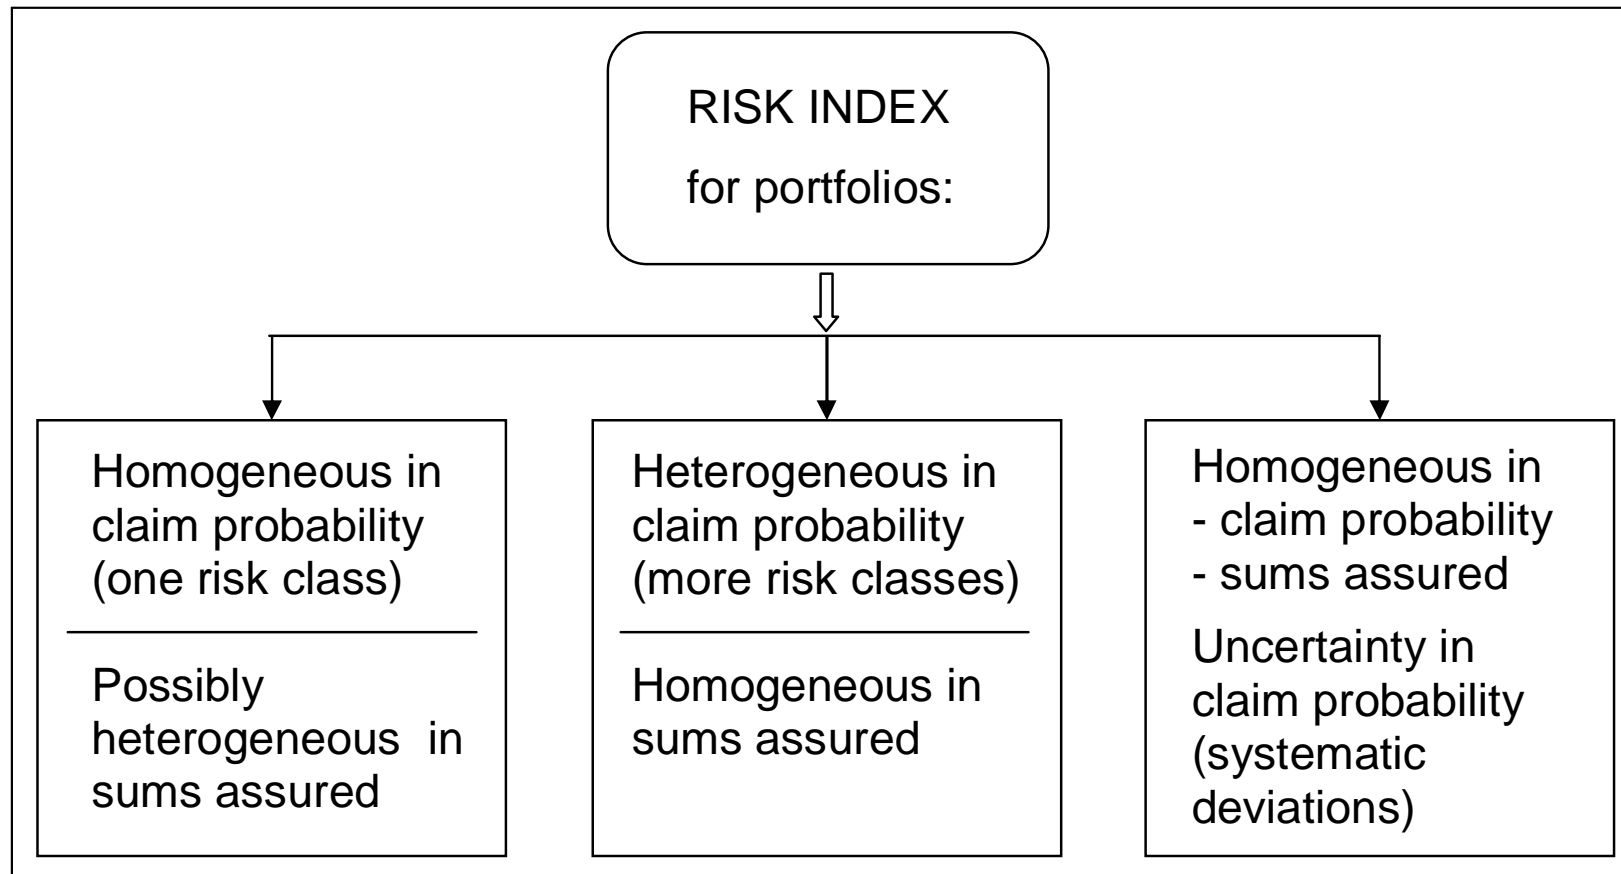 RISK INDEX
for portfolios:
Homogeneous in
claim probability
(one risk class)
Possibly
heterogeneous in
sums assured
Heterogeneous in
claim probability
(more risk classes)
Homogeneous in
sums assured
Homogeneous in
- claim probability
- sums assured
Uncertainty in
claim probability
(systematic
deviations)